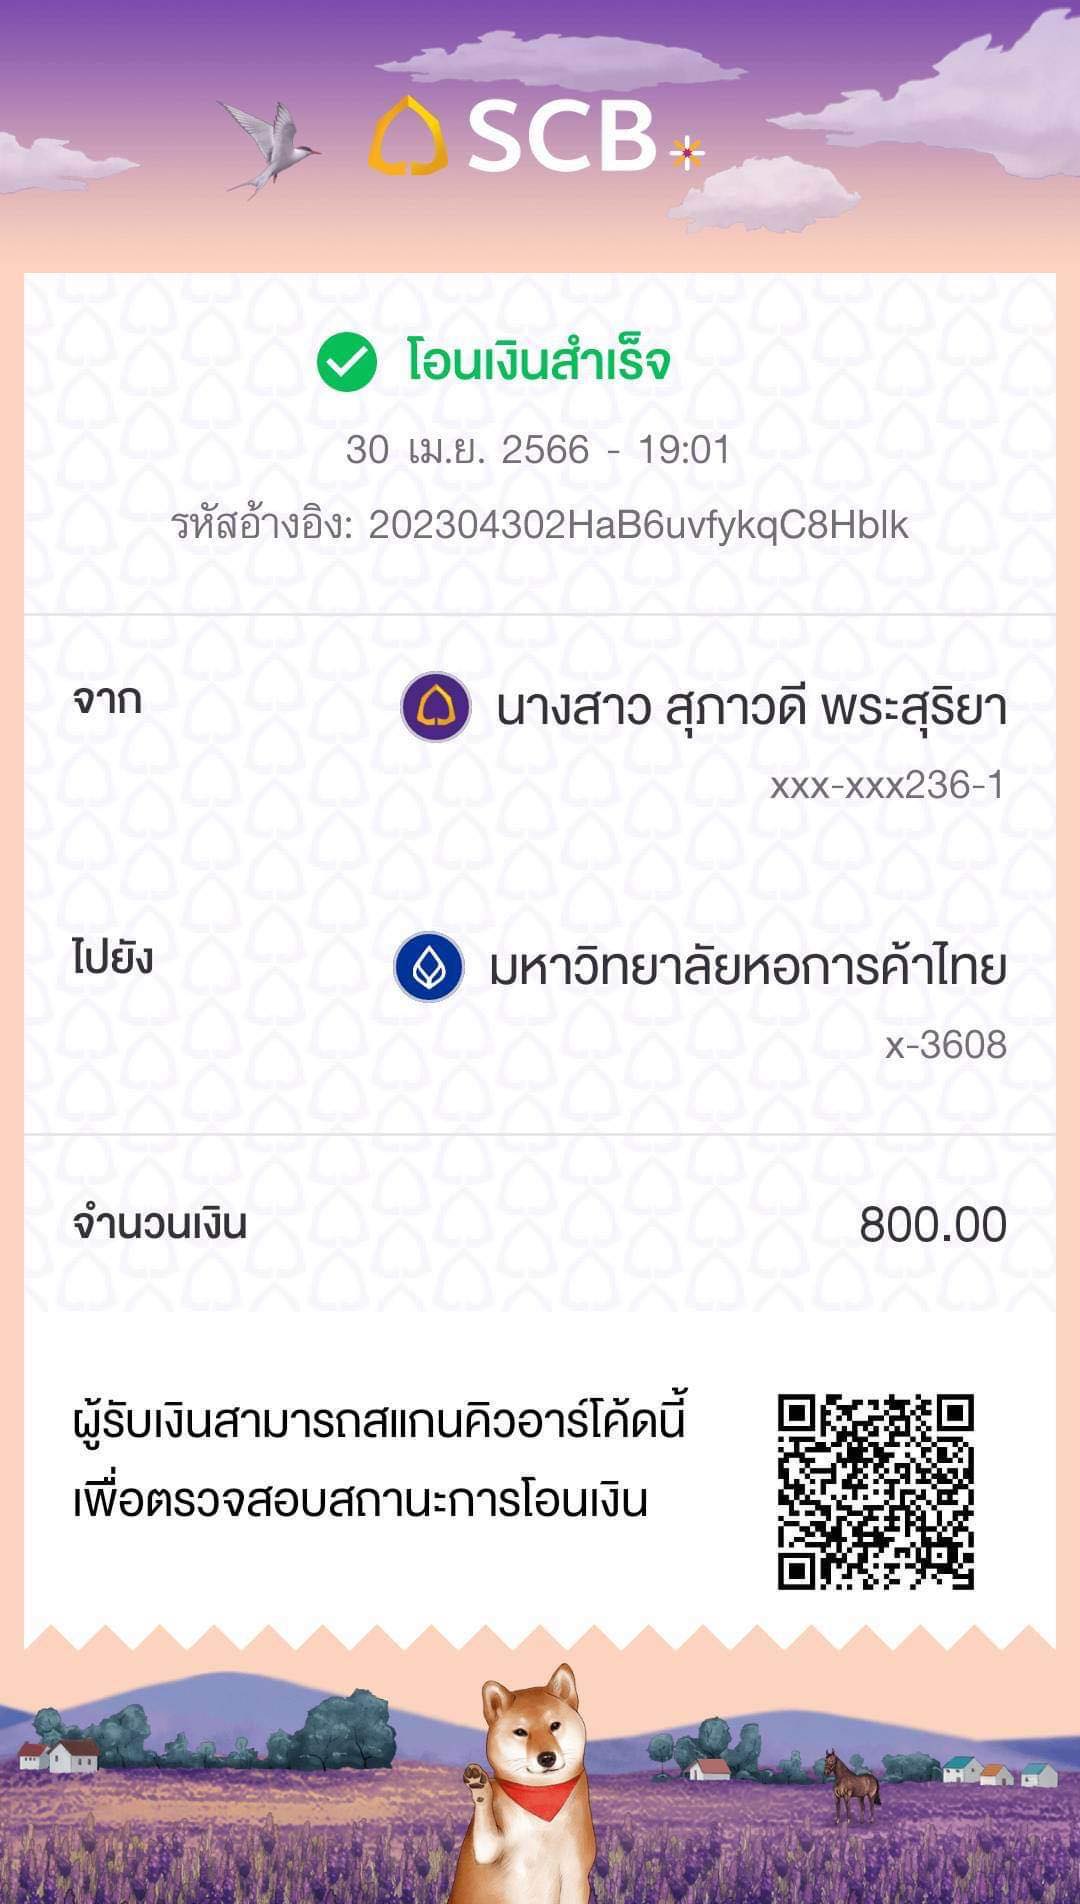 SCB
โอนเงินสำเร็จ
30 เม.ย. 2566 - 19:01
รหัสอ้างอิง: 202304302HaB6uvfykqC8Hblk
จาก
นางสาว สุภาวดี พระสุริยา
xxx-xxx236-1
ไปยัง
มหาวิทยาลัยหอการค้าไทย
x-3608
จำนวนเงิน 800.00
ผู้รับเงินสามารถสแกนคิวอาร์โค้ดนี้
เพื่อตรวจสอบสถานะการโอนเงิน